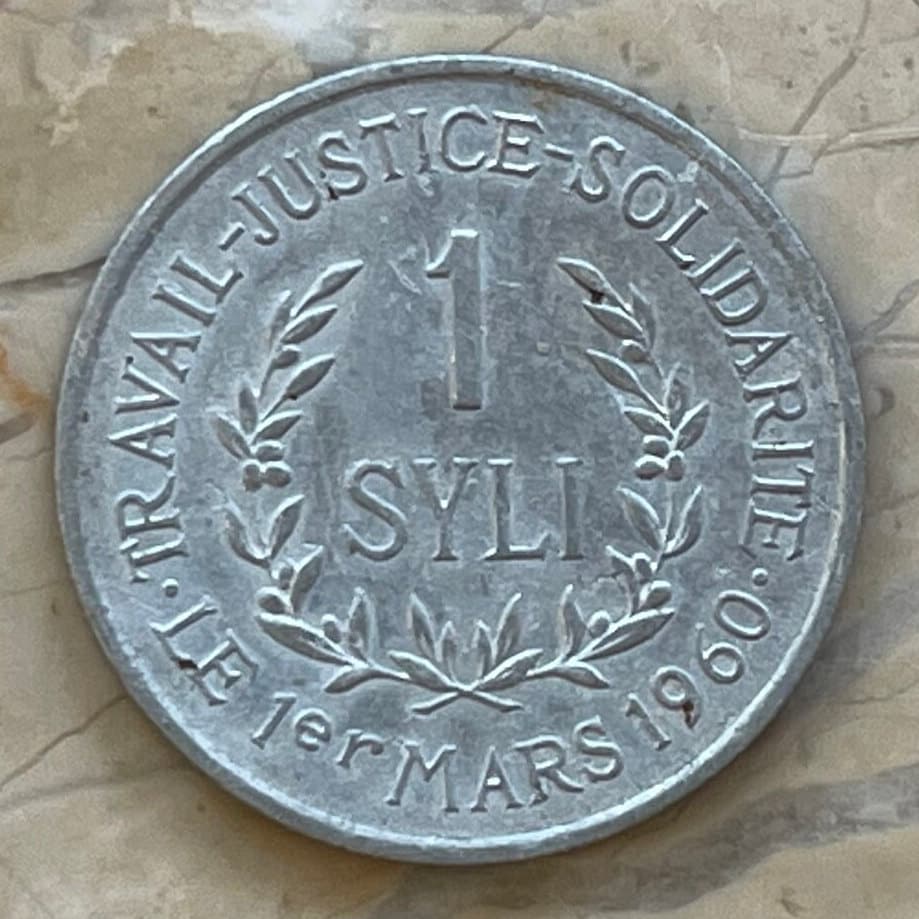 TRAVAIL-JUSTICE-SOLIDARITE
1
SYLI
·LE 1er MARS 1960·